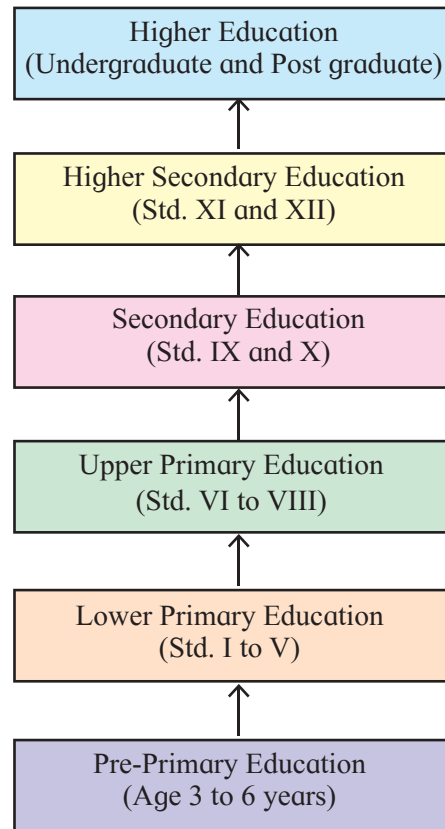 Higher Education
(Undergraduate and Post graduate)
Higher Secondary Education
(Std. XI and XII)
Secondary Education
(Std. IX and X)
Upper Primary Education
(Std. VI to VIII)
Lower Primary Education
(Std. I to V)
Pre-Primary Education
(Age 3 to 6 years)